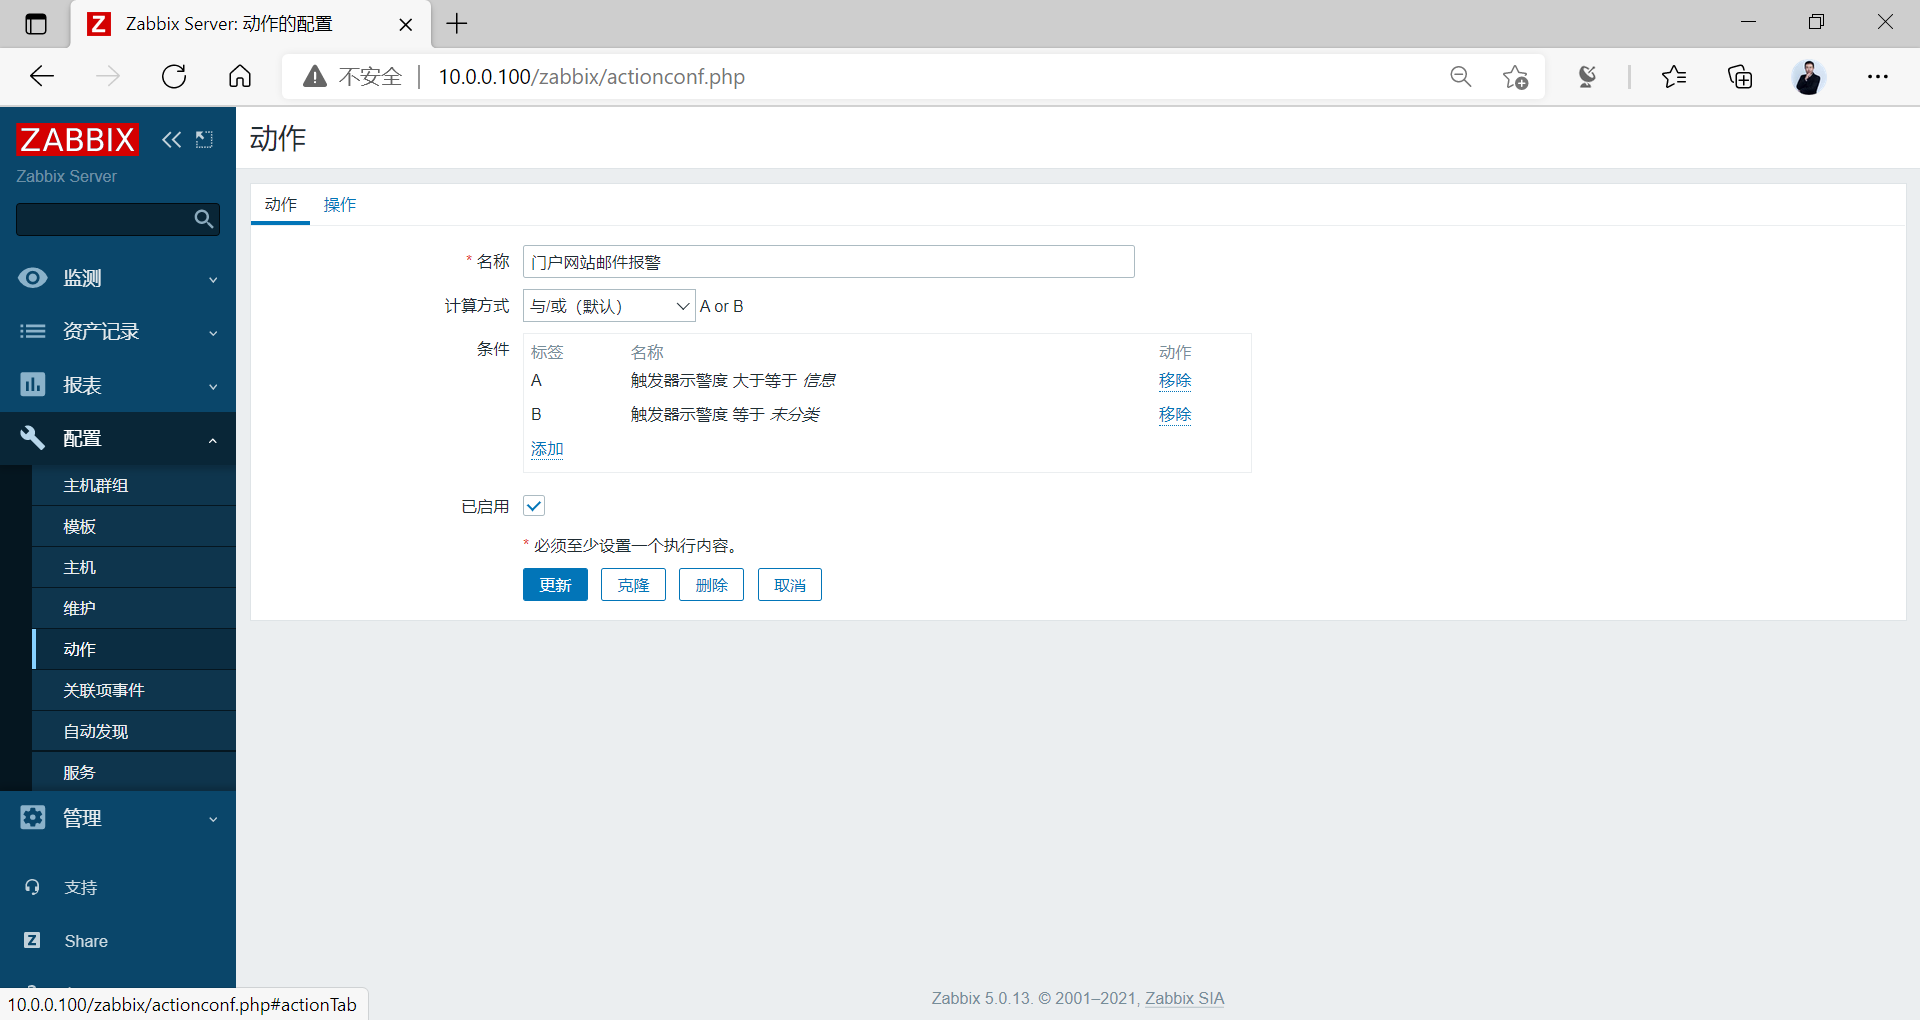 Zabbix Server: 动作的配置
不安全 10.0.0.100/zabbix/actionconf.php
ZABBIX
Zabbix Server
监测
资产记录
报表
配置
主机群组
模板
主机
维护
动作
关联项事件
自动发现
服务
管理
支持
Share
10.0.0.100/zabbix/actionconf.php#actionTab
动作
动作 操作
* 名称 门户网站邮件报警
计算方式 与/或（默认） A or B
条件 标签 名称 动作
A 触发器示警度 大于等于 信息 移除
B 触发器示警度 等于 未分类 移除
添加
已启用
* 必须至少设置一个执行内容。
更新 克隆 删除 取消
Zabbix 5.0.13. © 2001–2021, Zabbix SIA